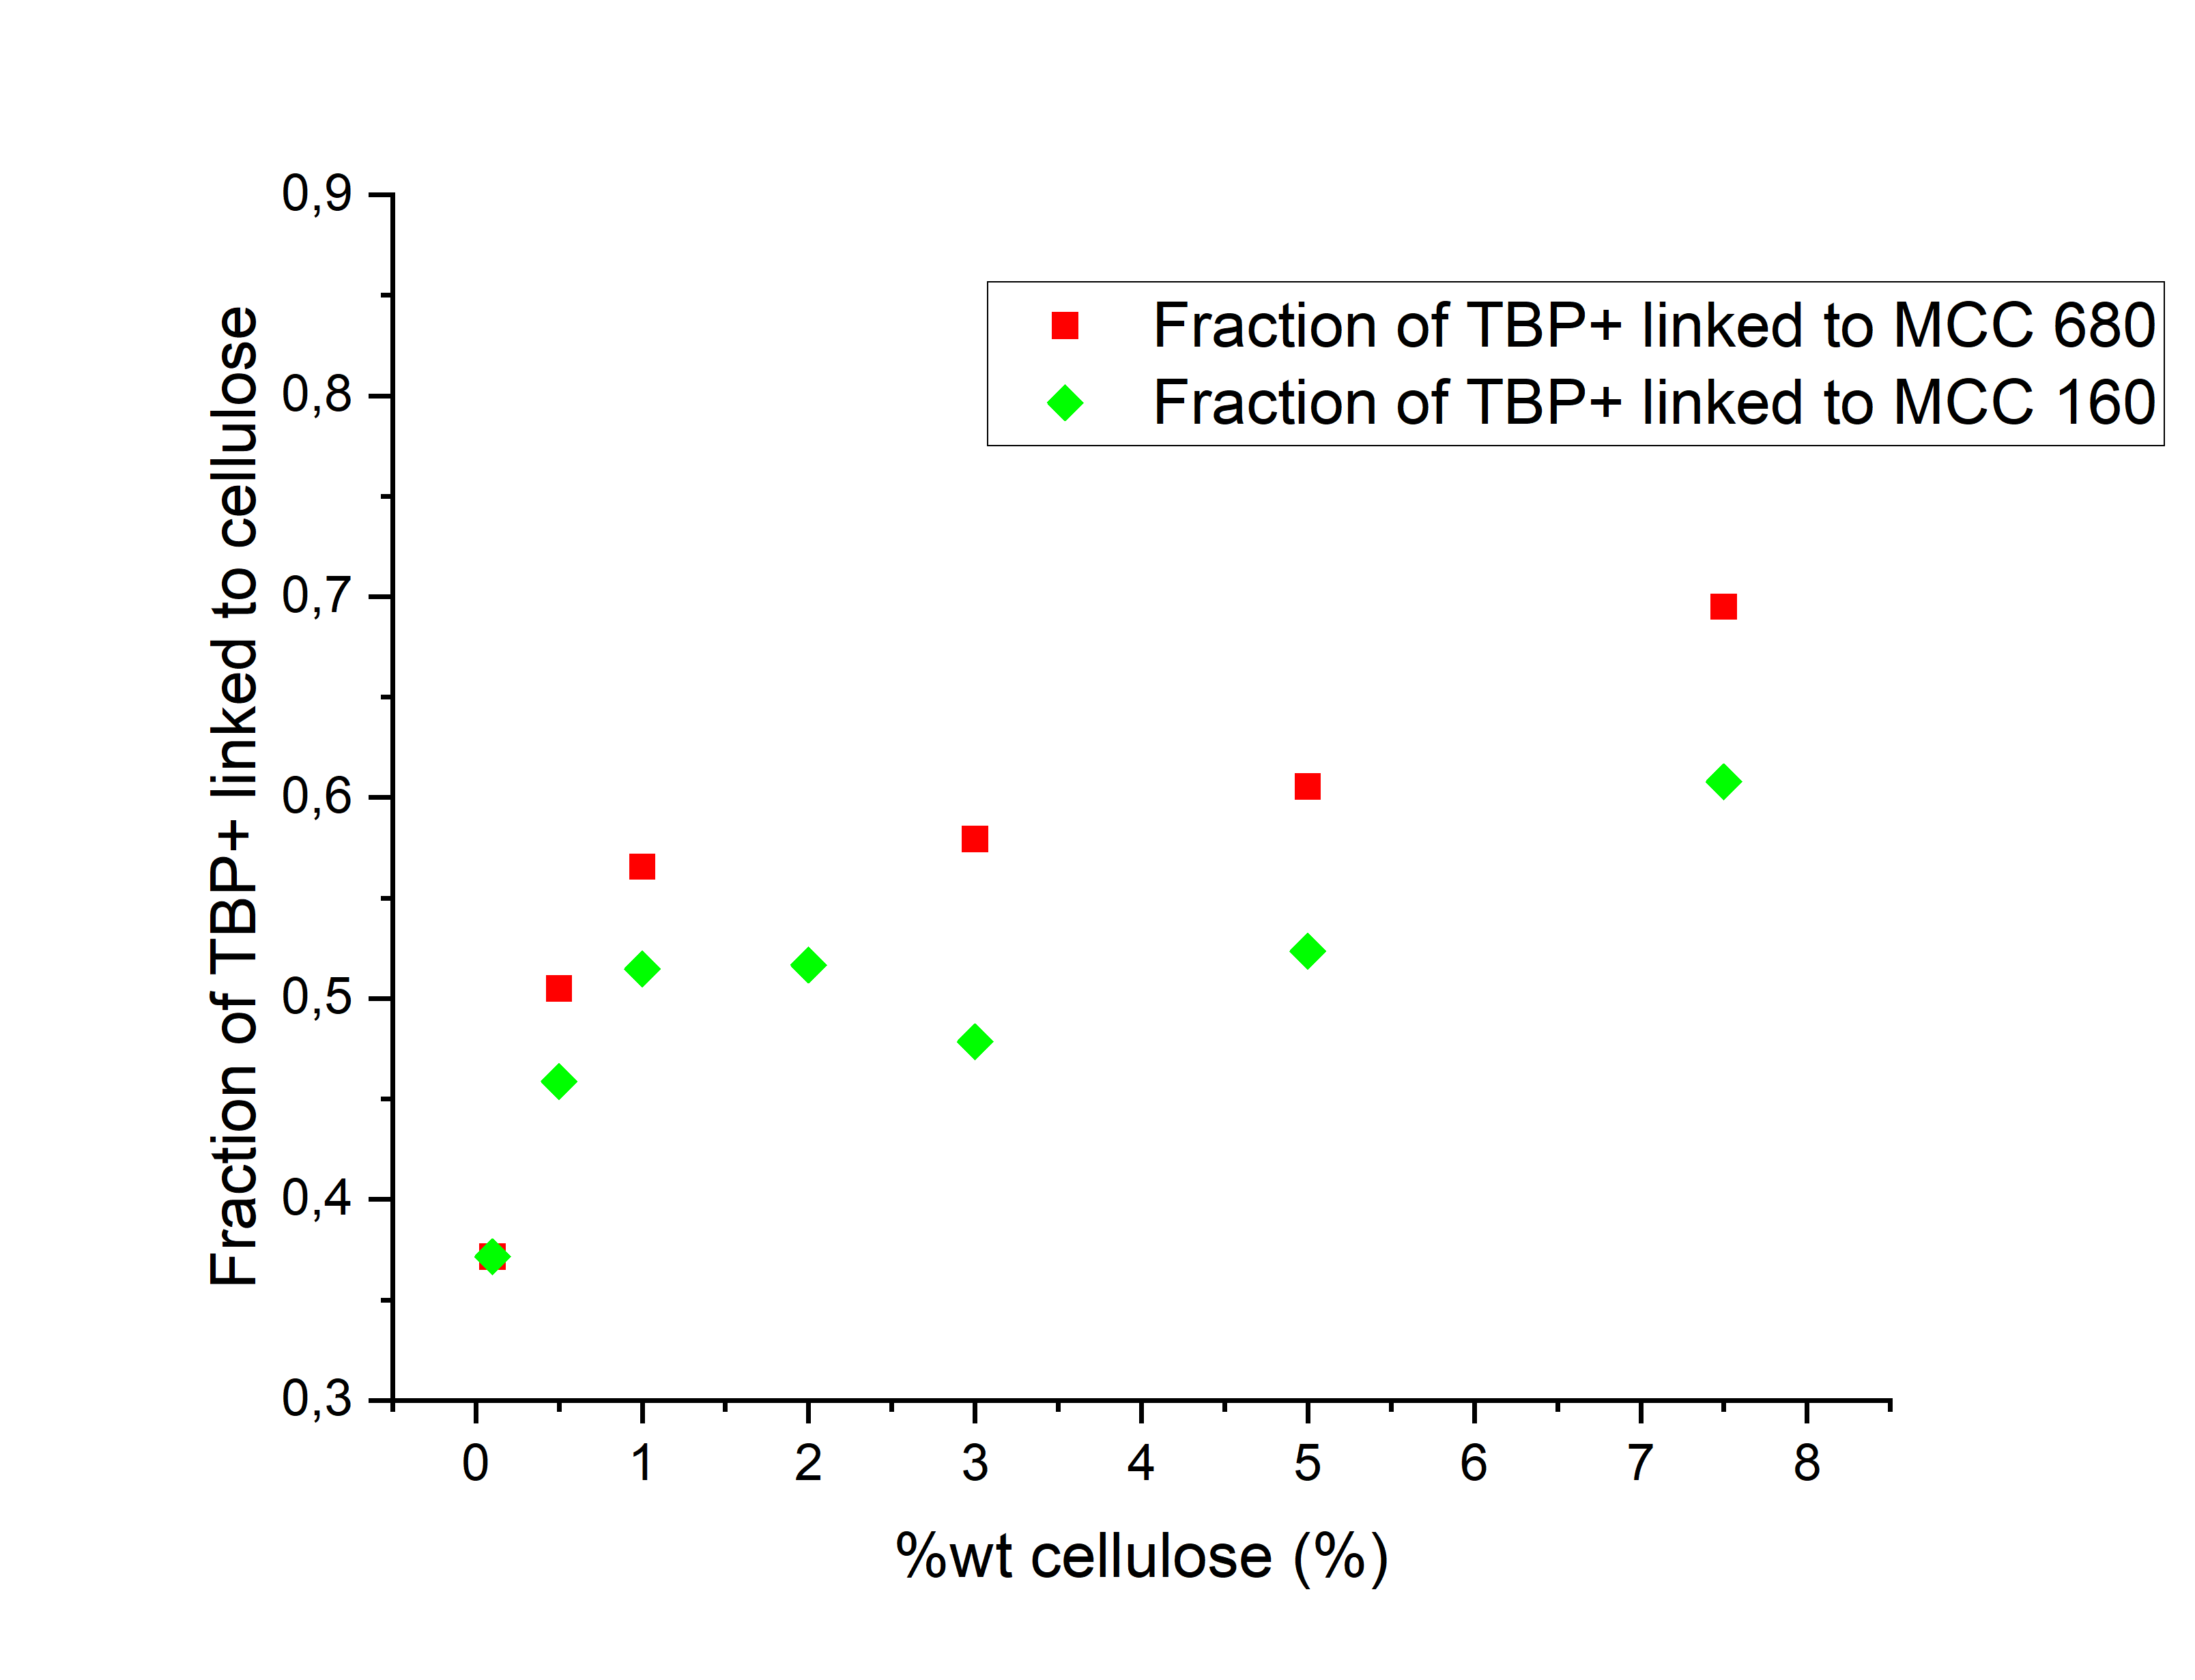 Fraction of TBP+ linked to cellulose
0,9
0,8
0,7
0,6
0,5
0,4
0,3
Fraction of TBP+ linked to MCC 680
Fraction of TBP+ linked to MCC 160
0 1 2 3 4 5 6 7 8
%wt cellulose (%)